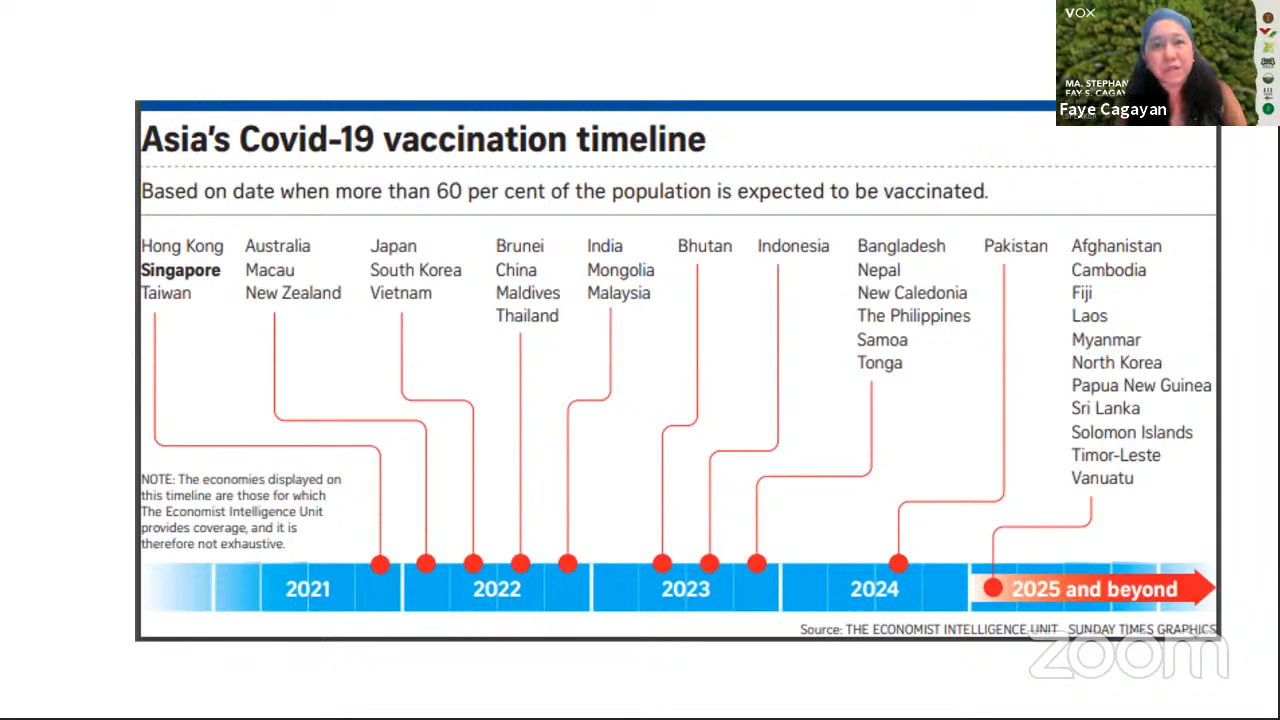 VOX
MA. STEPHAN
FAY S. CAGAY
SPEAKER
Faye Cagayan
Asia's Covid-19 vaccination timeline
Based on date when more than 60 per cent of the population is expected to be vaccinated.
Hong Kong
Singapore
Taiwan
Australia
Macau
New Zealand
Japan
South Korea
Vietnam
Brunei
China
Maldives
Thailand
India
Mongolia
Malaysia
Bhutan
Indonesia
Bangladesh
Nepal
New Caledonia
The Philippines
Samoa
Tonga
Pakistan
Afghanistan
Cambodia
Fiji
Laos
Myanmar
North Korea
Papua New Guinea
Sri Lanka
Solomon Islands
Timor-Leste
Vanuatu
NOTE: The economies displayed on
this timeline are those for which
The Economist Intelligence Unit
provides coverage, and it is
therefore not exhaustive.
2021
2022
2023
2024
2025 and beyond
Source: THE ECONOMIST INTELLIGENCE UNIT SUNDAY TIMES GRAPHICS
zoom